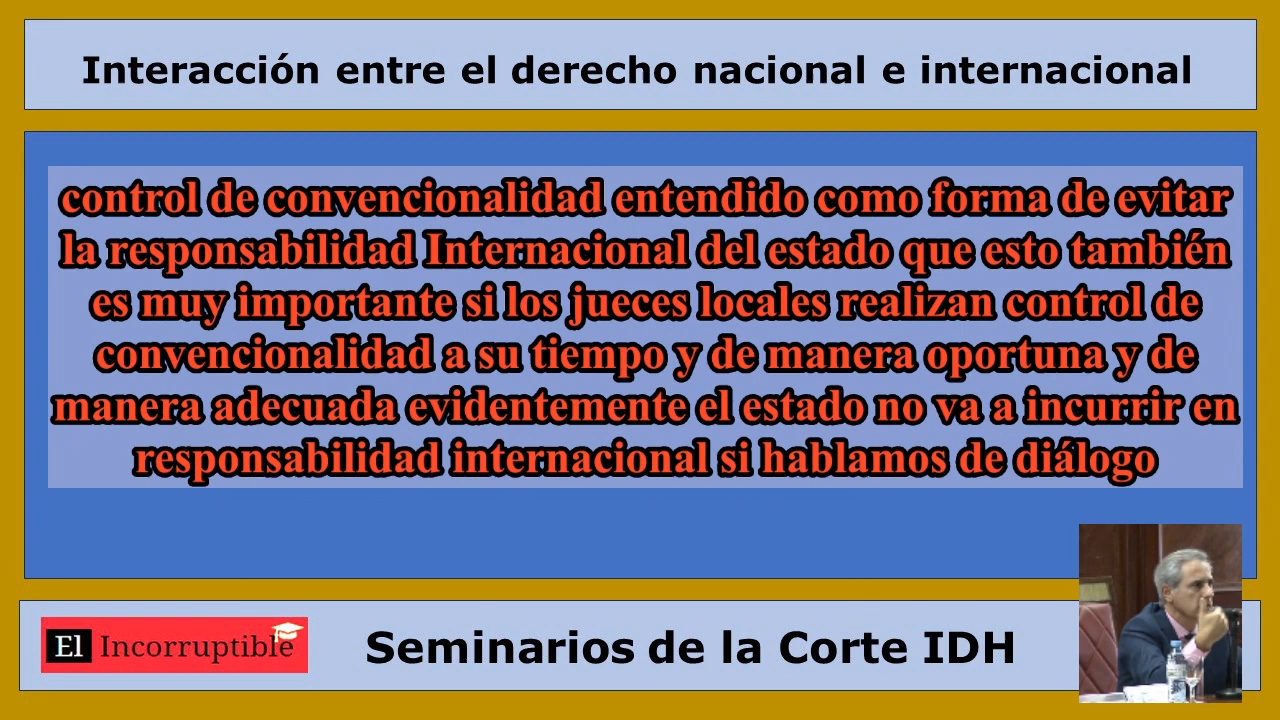 Interacción entre el derecho nacional e internacional
control de convencionalidad entendido como forma de evitar
la responsabilidad Internacional del estado que esto también
es muy importante si los jueces locales realizan control de
convencionalidad a su tiempo y de manera oportuna y de
manera adecuada evidentemente el estado no va a incurrir en
responsabilidad internacional si hablamos de diálogo
El Incorruptible
Seminarios de la Corte IDH